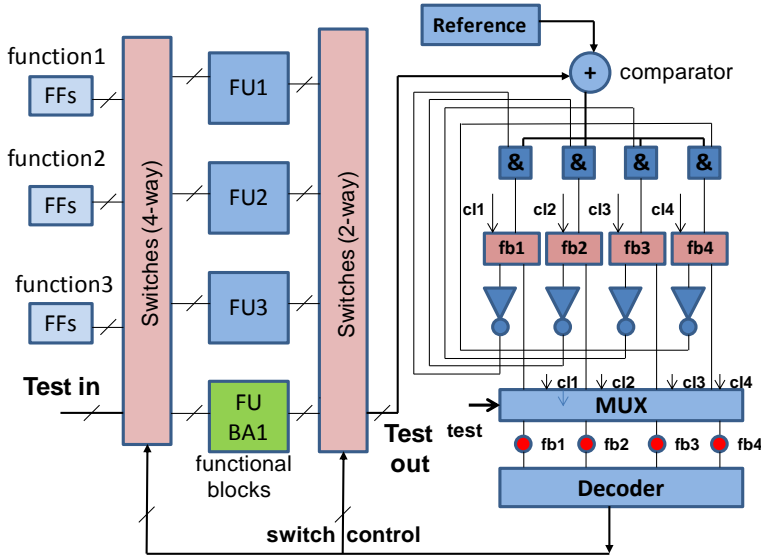 Reference
function1
FFs
FU1
+
comparator
function2
FFs
FU2
&
&
&
&
cl1
cl2
cl3
cl4
Switches (4-way)
Switches (2-way)
fb1
fb2
fb3
fb4
function3
FFs
FU3
Test in
FU
BA1
Test
out
cl1
cl2
cl3
cl4
MUX
test
fb1
fb2
fb3
fb4
functional
blocks
Decoder
switch control